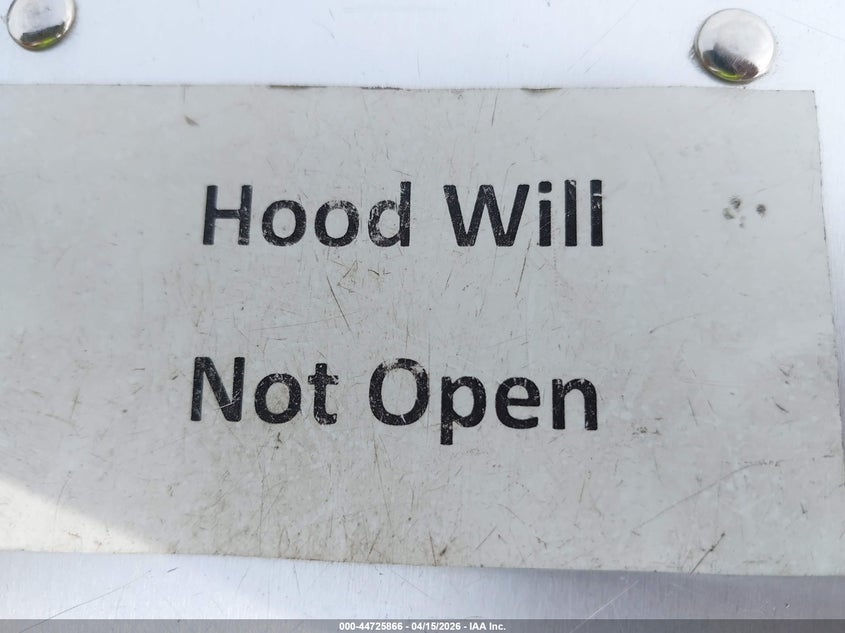 Hood Will
Not Open
000-44725866 - 04/15/2026 - IAA Inc.